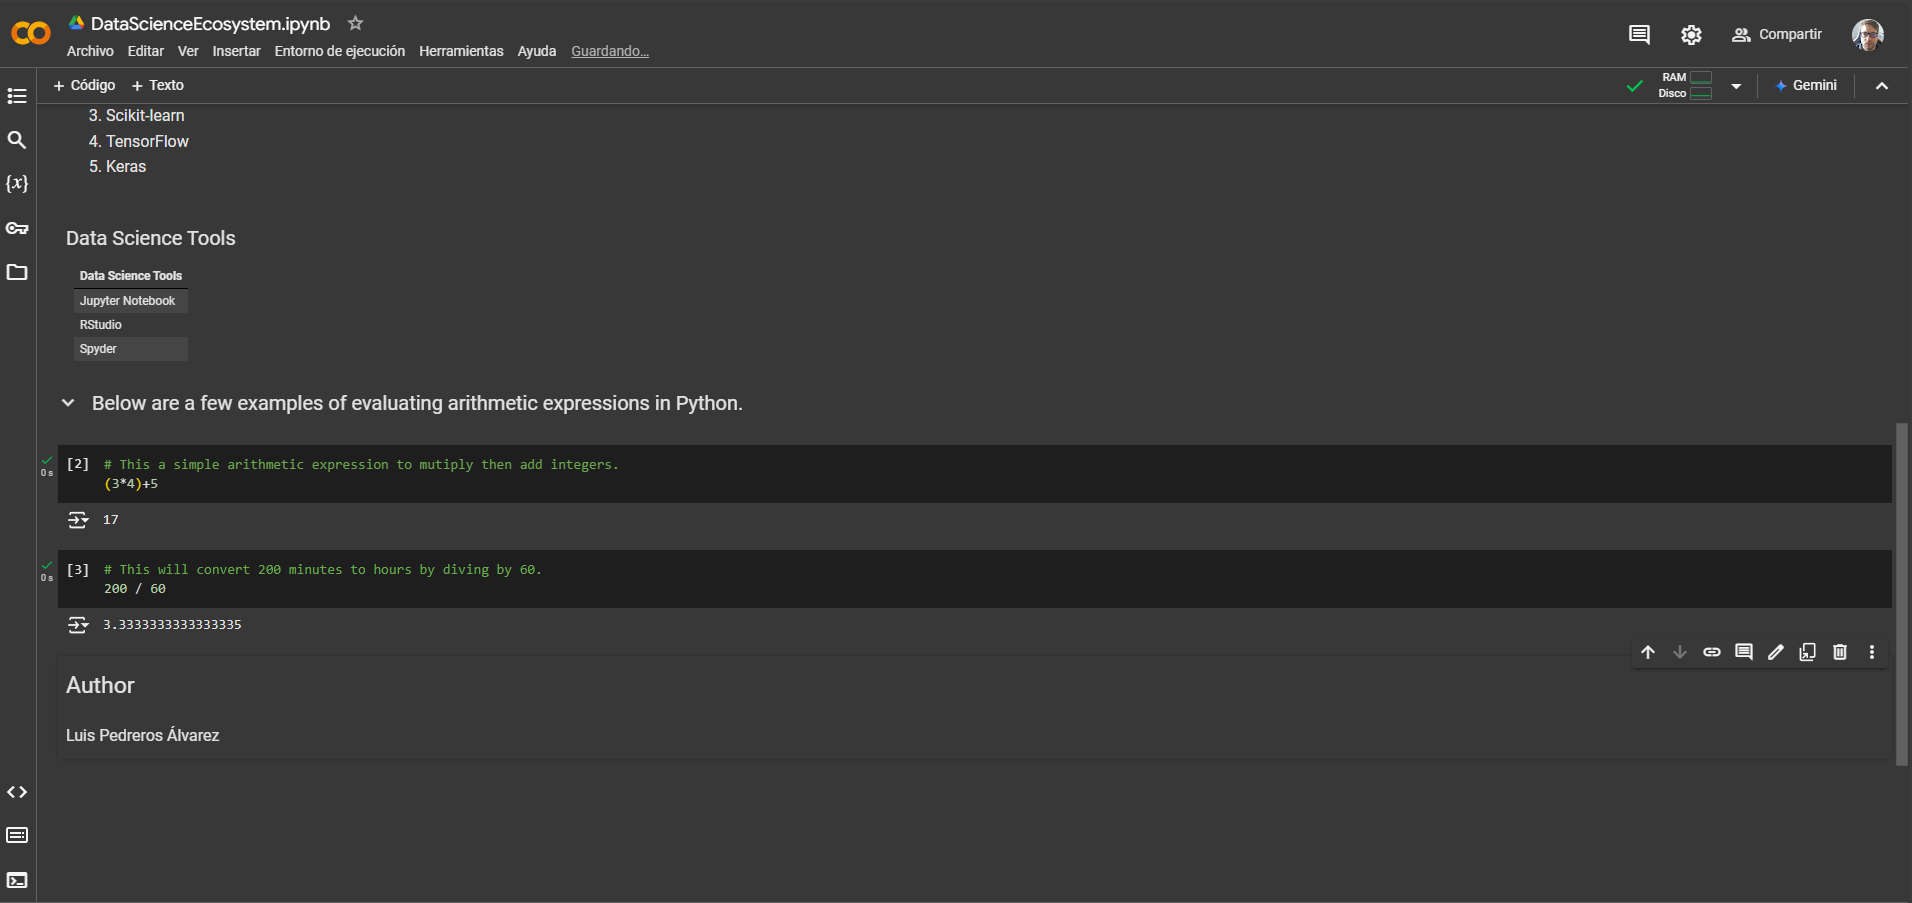 DataScienceEcosystem.ipynb
Archivo Editar Ver Insertar Entorno de ejecución Herramientas Ayuda Guardando...
Compartir
+ Código + Texto
RAM
Disco
Gemini
3. Scikit-learn
4. TensorFlow
5. Keras
Data Science Tools
Data Science Tools
Jupyter Notebook
RStudio
Spyder
Below are a few examples of evaluating arithmetic expressions in Python.
[2] # This a simple arithmetic expression to mutiply then add integers.
0 s
(3*4)+5
17
[3] # This will convert 200 minutes to hours by diving by 60.
0 s
200 / 60
3.3333333333333335
Author
Luis Pedreros Álvarez